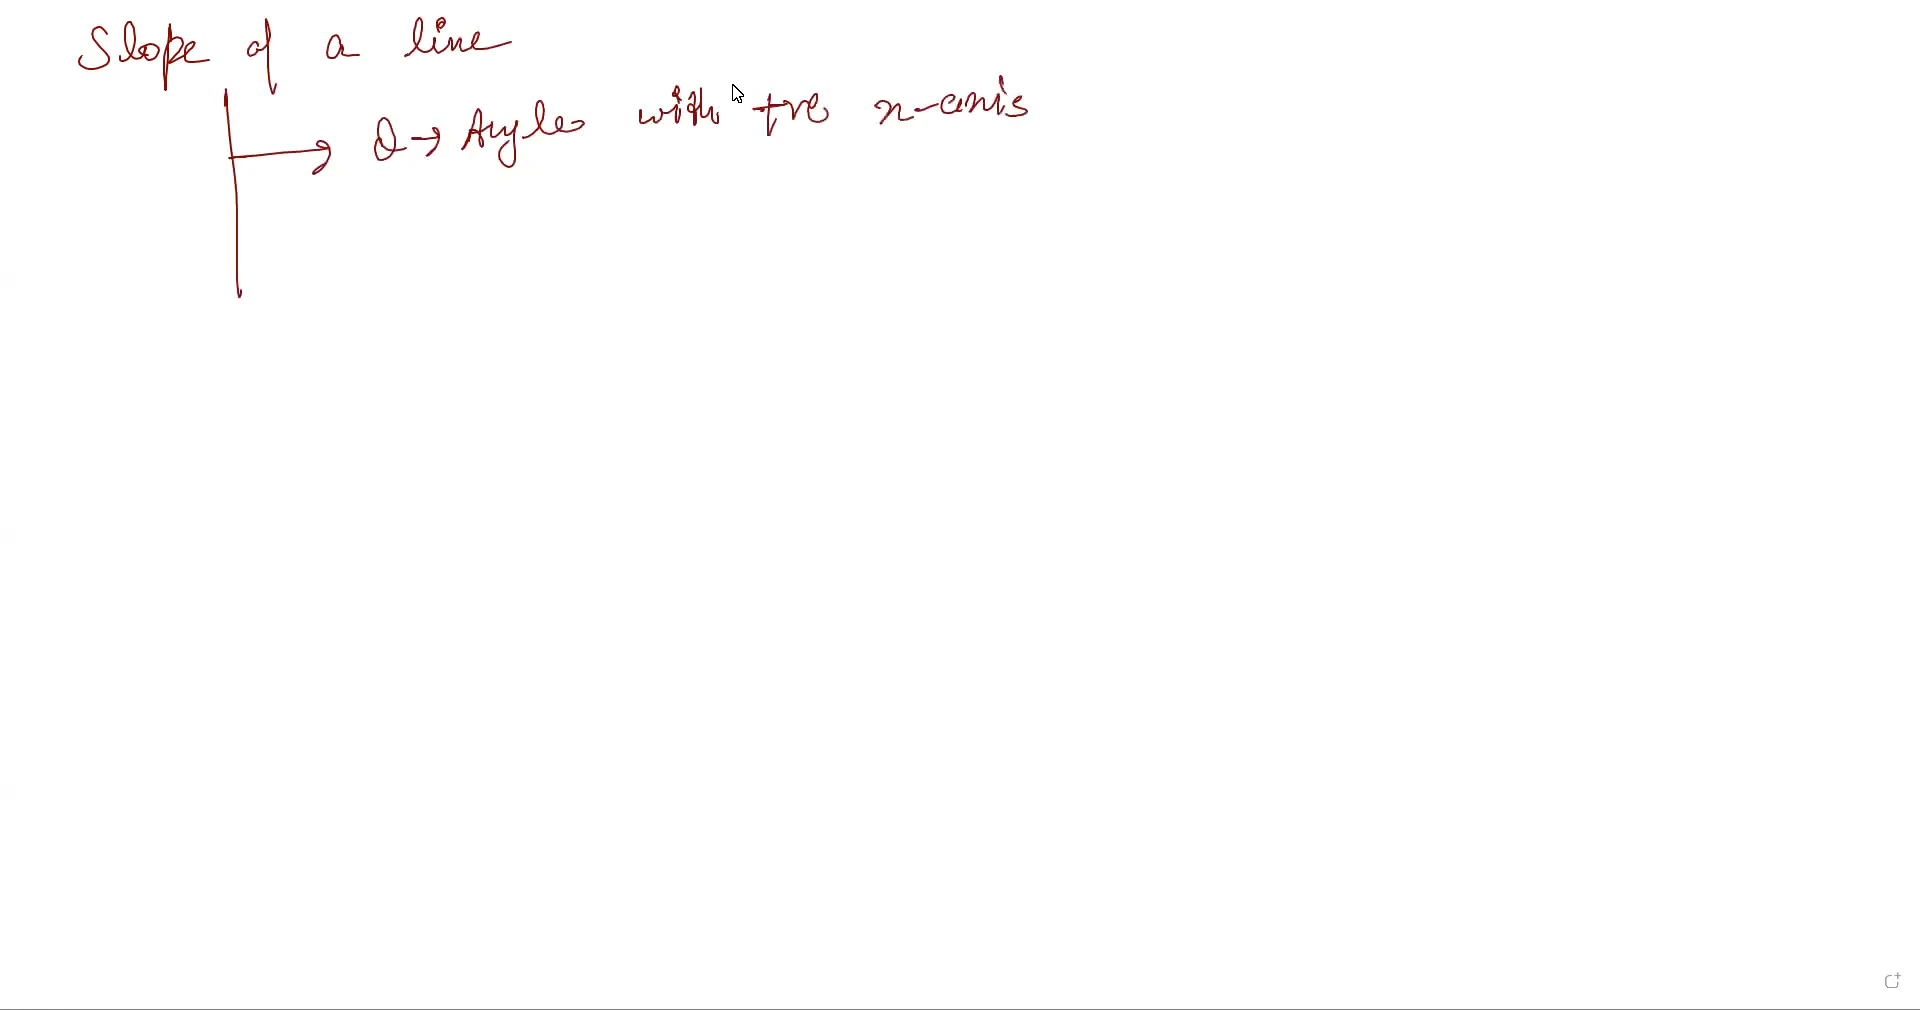 Slope of a line
θ → Angle with +ve x-axis